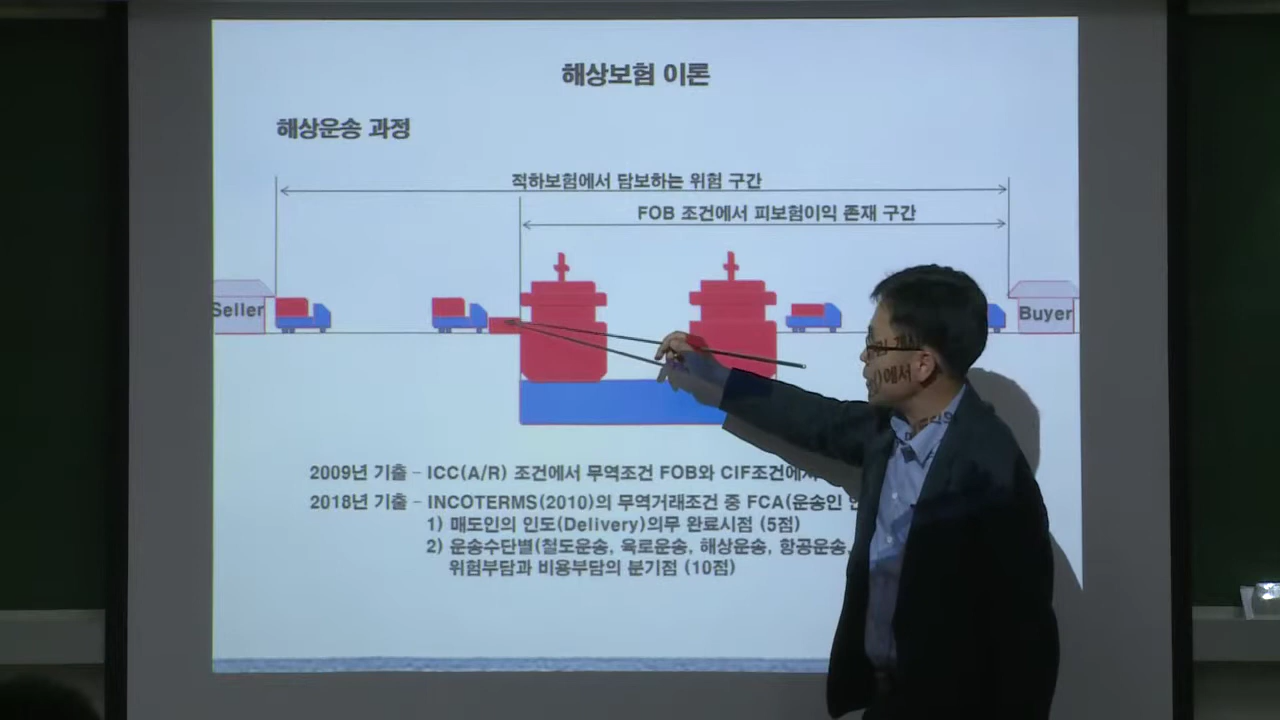 해상보험 이론
해상운송 과정
적하보험에서 담보하는 위험 구간
FOB 조건에서 피보험이익 존재 구간
Seller
Buyer
2009년 기출 - ICC(A/R) 조건에서 무역조건 FOB와 CIF조건에서
2018년 기출 - INCOTERMS(2010)의 무역거래조건 중 FCA(운송인
1) 매도인의 인도(Delivery)의무 완료시점 (5점)
2) 운송수단별(철도운송, 육로운송, 해상운송, 항공운송,
위험부담과 비용부담의 분기점 (10점)